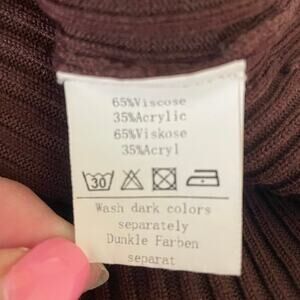 65%Viscose
35%Acrylic
65%Viskose
35%Acryl
30
Wash dark colors
separately
Dunkle Farben
separat